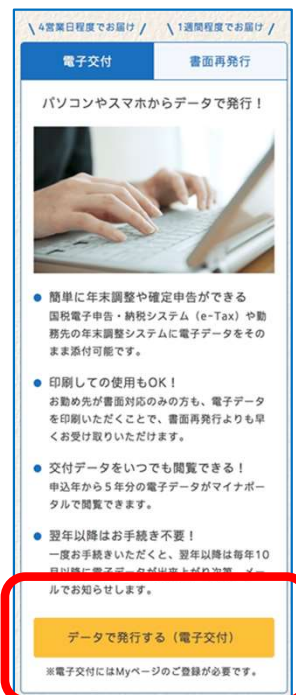 \ 4営業日程度でお届け /
\ 1週間程度でお届け /
電子交付
書面再発行
パソコンやスマホからデータで発行！
● 簡単に年末調整や確定申告ができる
国税電子申告・納税システム（e-Tax）や勤
務先の年末調整システムに電子データをその
まま添付可能です。
● 印刷しての使用もOK！
お勤め先が書面対応のみの方も、電子データ
を印刷いただくことで、書面再発行よりも早
くお受け取りいただけます。
● 交付データをいつでも閲覧できる！
申込年から５年分の電子データがマイナポー
タルで閲覧できます。
● 翌年以降はお手続き不要！
一度お手続きいただくと、翌年以降は毎年10
月以降に電子データが出来上がり次第、メー
ルでお知らせします。
データで発行する（電子交付）
※電子交付にはMyページのご登録が必要です。